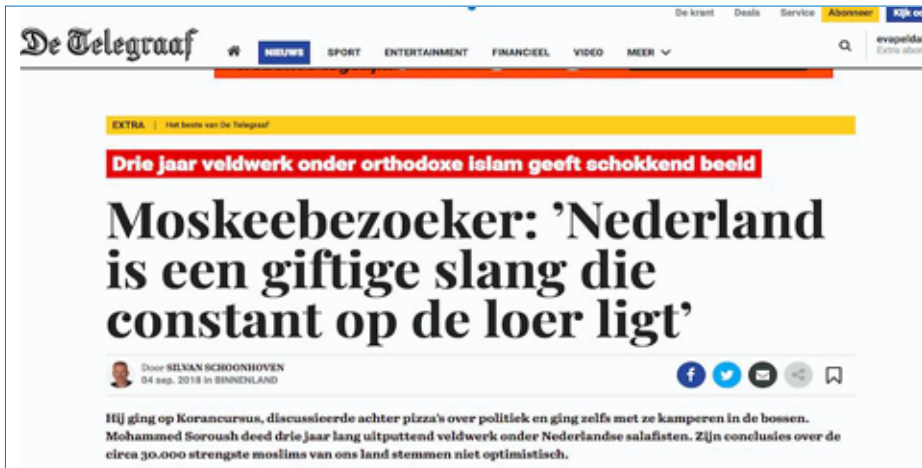 De krant Deals Service Abonneer
De Telegraaf
NIEUWS SPORT ENTERTAINMENT FINANCIEEL VIDEO MEER
EXTRA | Het beste van De Telegraaf
Drie jaar veldwerk onder orthodoxe islam geeft schokkend beeld
Moskeebezoeker: ’Nederland
is een giftige slang die
constant op de loer ligt’
Door SILVAN SCHOONHOVEN
04 sep. 2018 in BINNENLAND
Hij ging op Korancursus, discussieerde achter pizza's over politiek en ging zelfs met ze kamperen in de bossen.
Mohammed Soroush deed drie jaar lang uitputtend veldwerk onder Nederlandse salafisten. Zijn conclusies over de
circa 30.000 strengste moslims van ons land stemmen niet optimistisch.